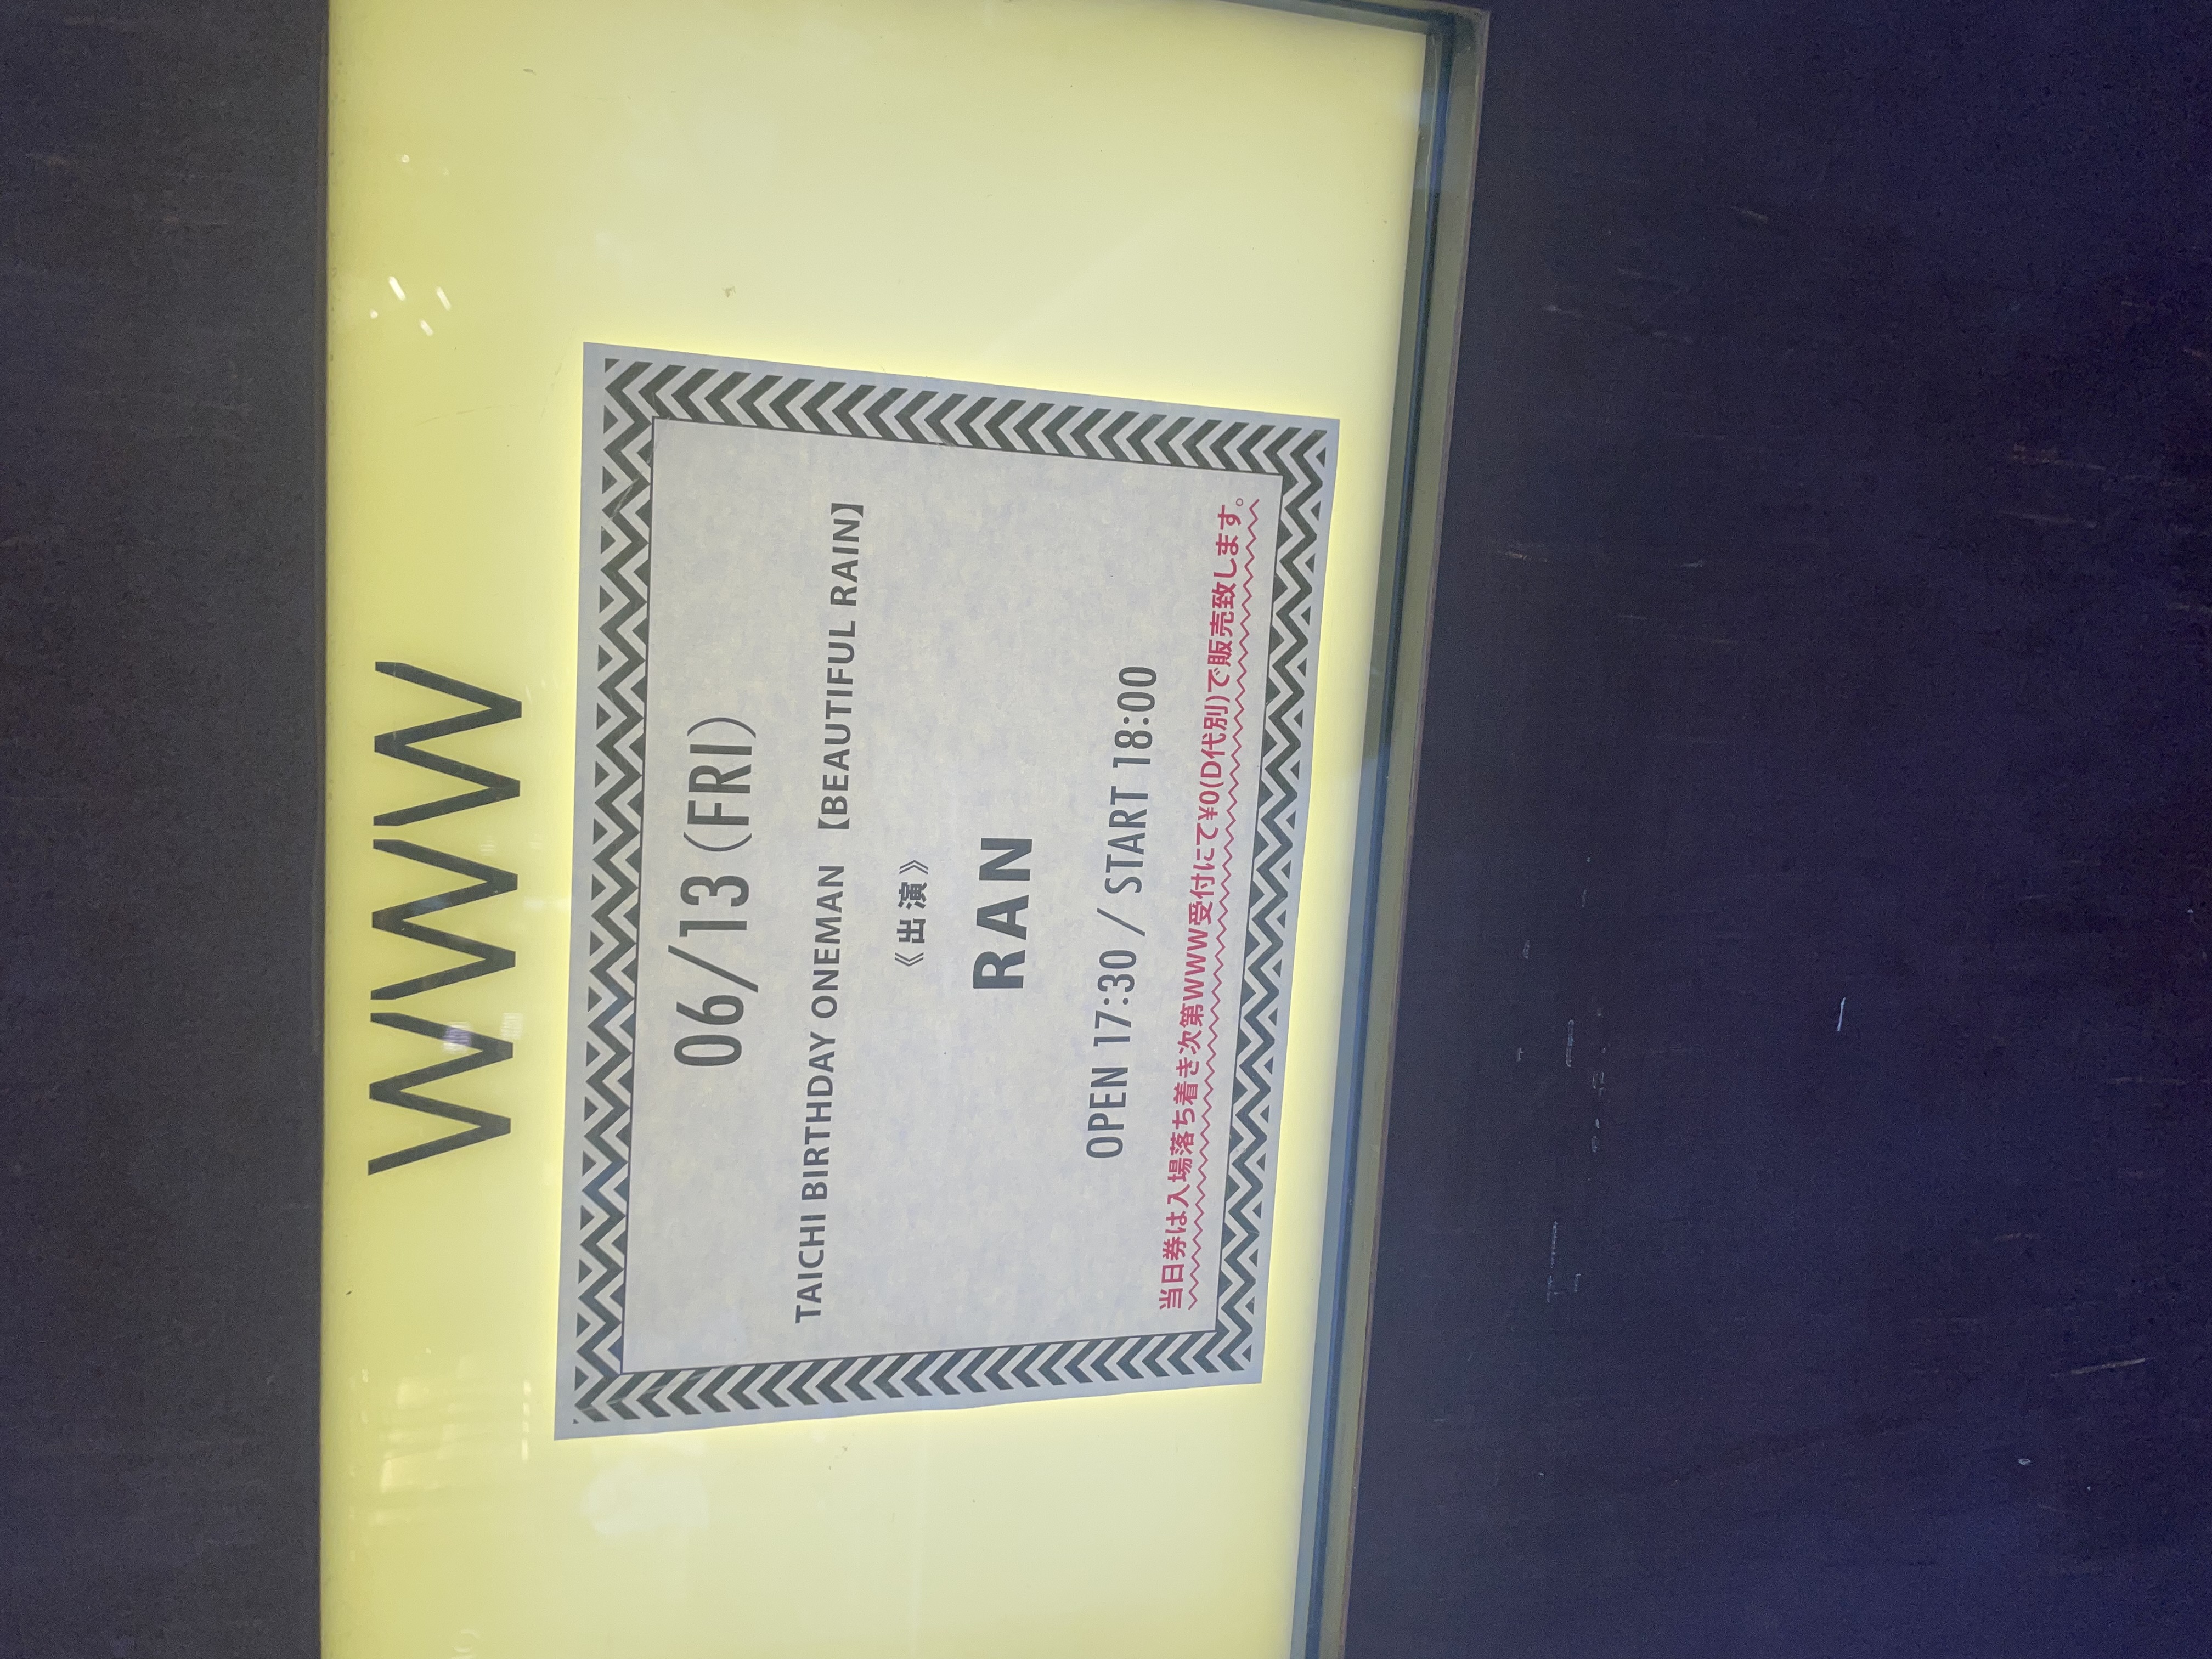 WWW
06/13(FRI)
TAICHI BIRTHDAY ONEMAN 【BEAUTIFUL RAIN】
《出演》
RAN
OPEN 17:30 / START 18:00
当日券は入場落ち着き次第WWW受付にて¥0(D代別)で販売致します。